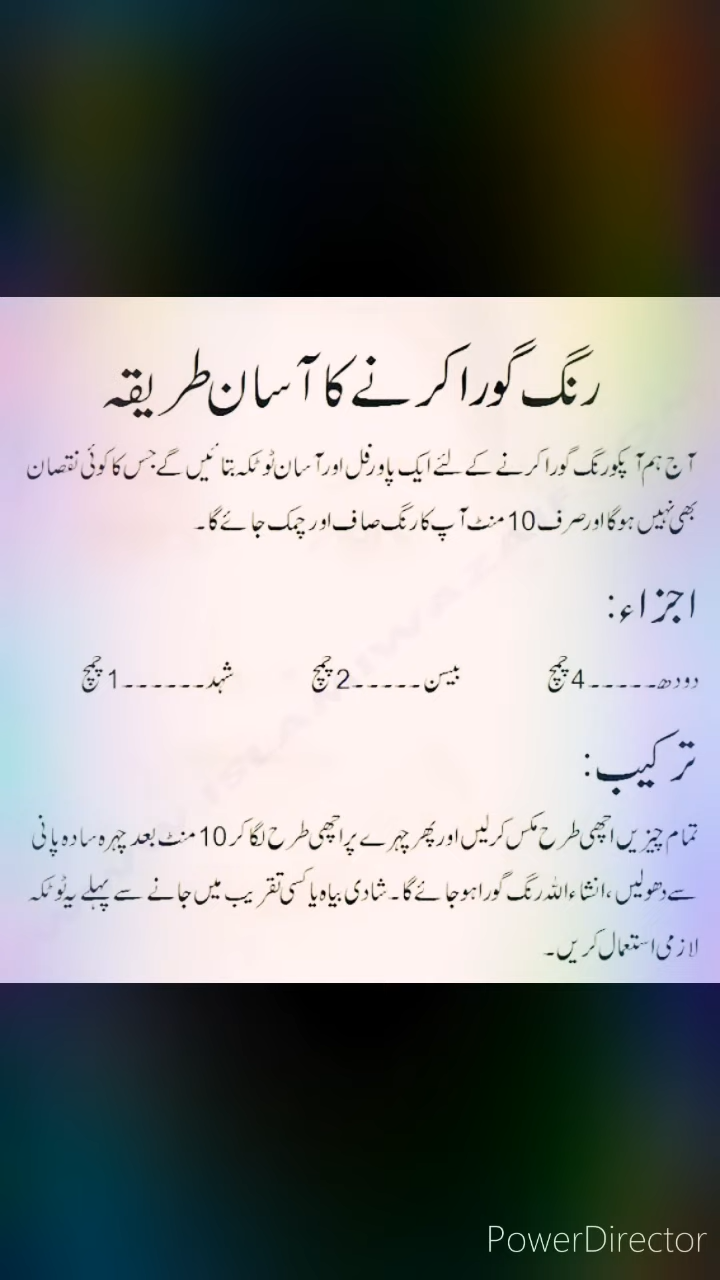 رنگ گورا کرنے کا آسان طریقہ
آج ہم آپکو رنگ گورا کرنے کے لئے ایک پاورفل اور آسان ٹوٹکہ بتائیں گے جس کا کوئی نقصان
بھی نہیں ہوگا اور صرف 10 منٹ آپ کا رنگ صاف اور چمک جائے گا۔
اجزاء:
دودھ-----4 چمچ بیسن-----2 چمچ شہد------1 چمچ
ترکیب:
تمام چیزیں اچھی طرح مکس کرلیں اور پھر چہرے پر اچھی طرح لگا کر 10 منٹ بعد چہرہ سادہ پانی
سے دھولیں، انشاءاللہ رنگ گورا ہوجائے گا۔ شادی بیاہ یا کسی تقریب میں جانے سے پہلے یہ ٹوٹکہ
لازمی استعمال کریں۔
PowerDirector